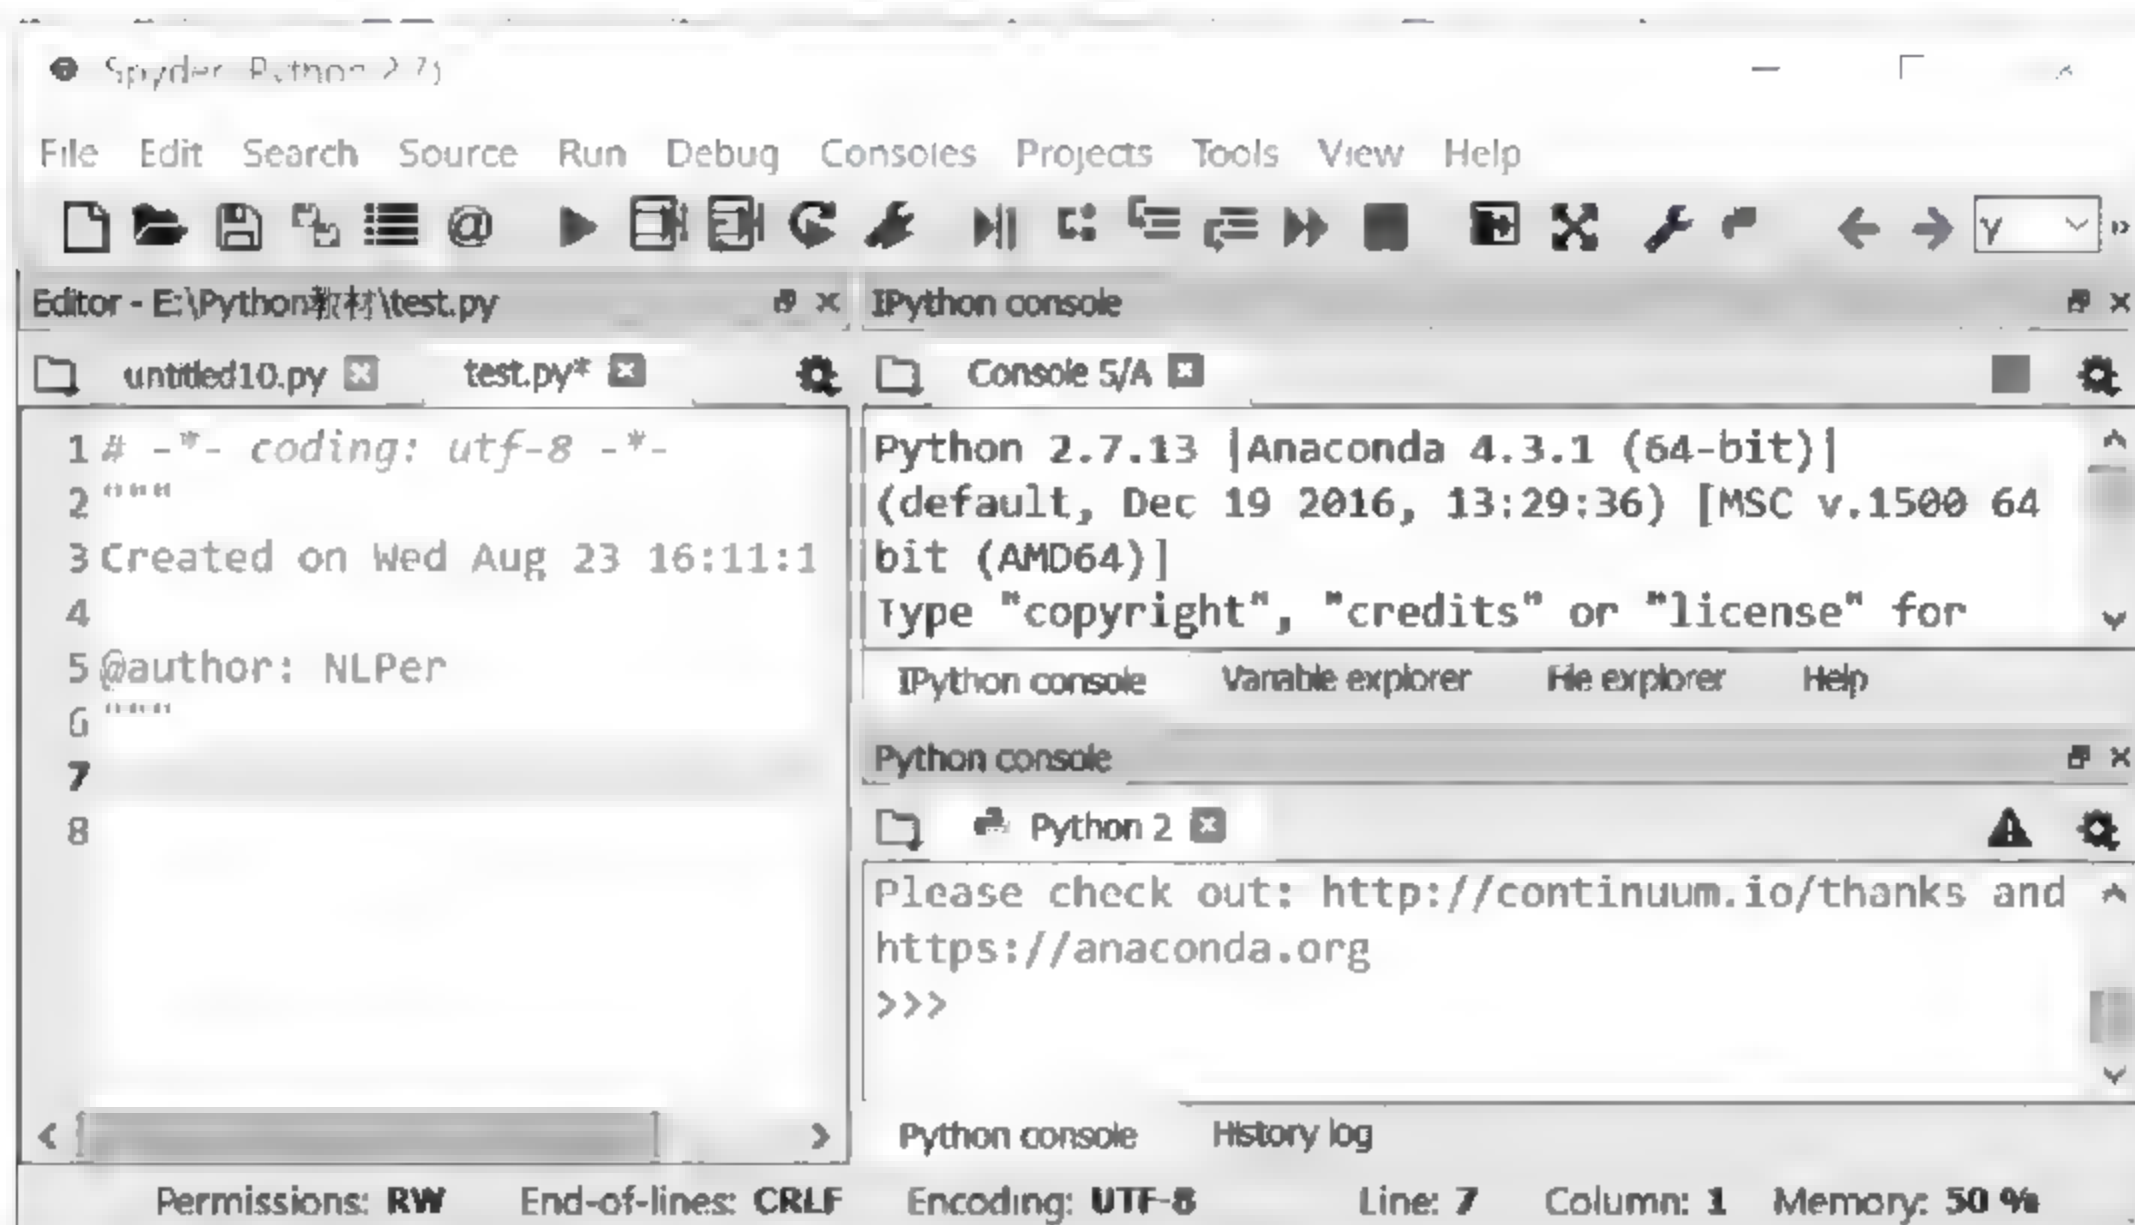 Spyder (Python 2.7)
File Edit Search Source Run Debug Consoles Projects Tools View Help
y
Editor - E:\Python教材\test.py
untitled10.py test.py*
1 # -*- coding: utf-8 -*-
2 """
3 Created on Wed Aug 23 16:11:1
4
5 @author: NLPer
6 """
7
8
IPython console
Console 5/A
Python 2.7.13 |Anaconda 4.3.1 (64-bit)|
(default, Dec 19 2016, 13:29:36) [MSC v.1500 64
bit (AMD64)]
Type "copyright", "credits" or "license" for
IPython console Variable explorer File explorer Help
Python console
Python 2
Please check out: http://continuum.io/thanks and
https://anaconda.org
>>>
Python console History log
Permissions: RW End-of-lines: CRLF Encoding: UTF-8 Line: 7 Column: 1 Memory: 50 %